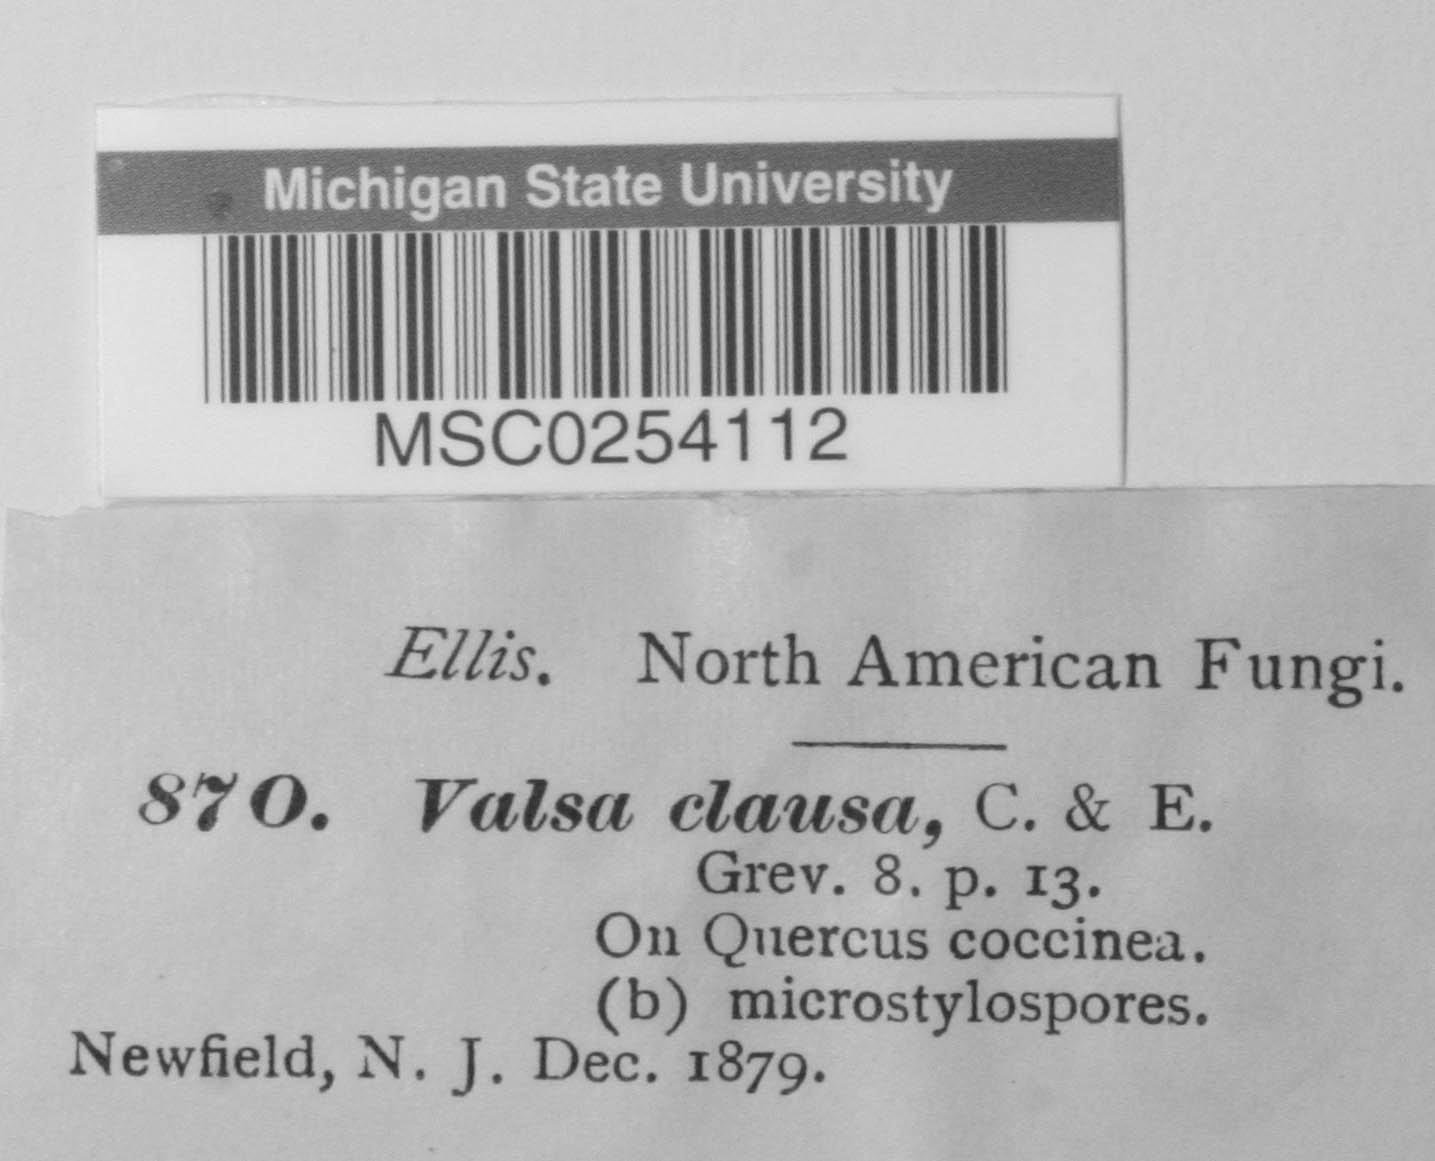 Michigan State University
MSC0254112
Ellis. North American Fungi.
870. Valsa clausa, C. & E.
Grev. 8. p. 13.
On Quercus coccinea.
(b) microstylospores.
Newfield, N. J. Dec. 1879.